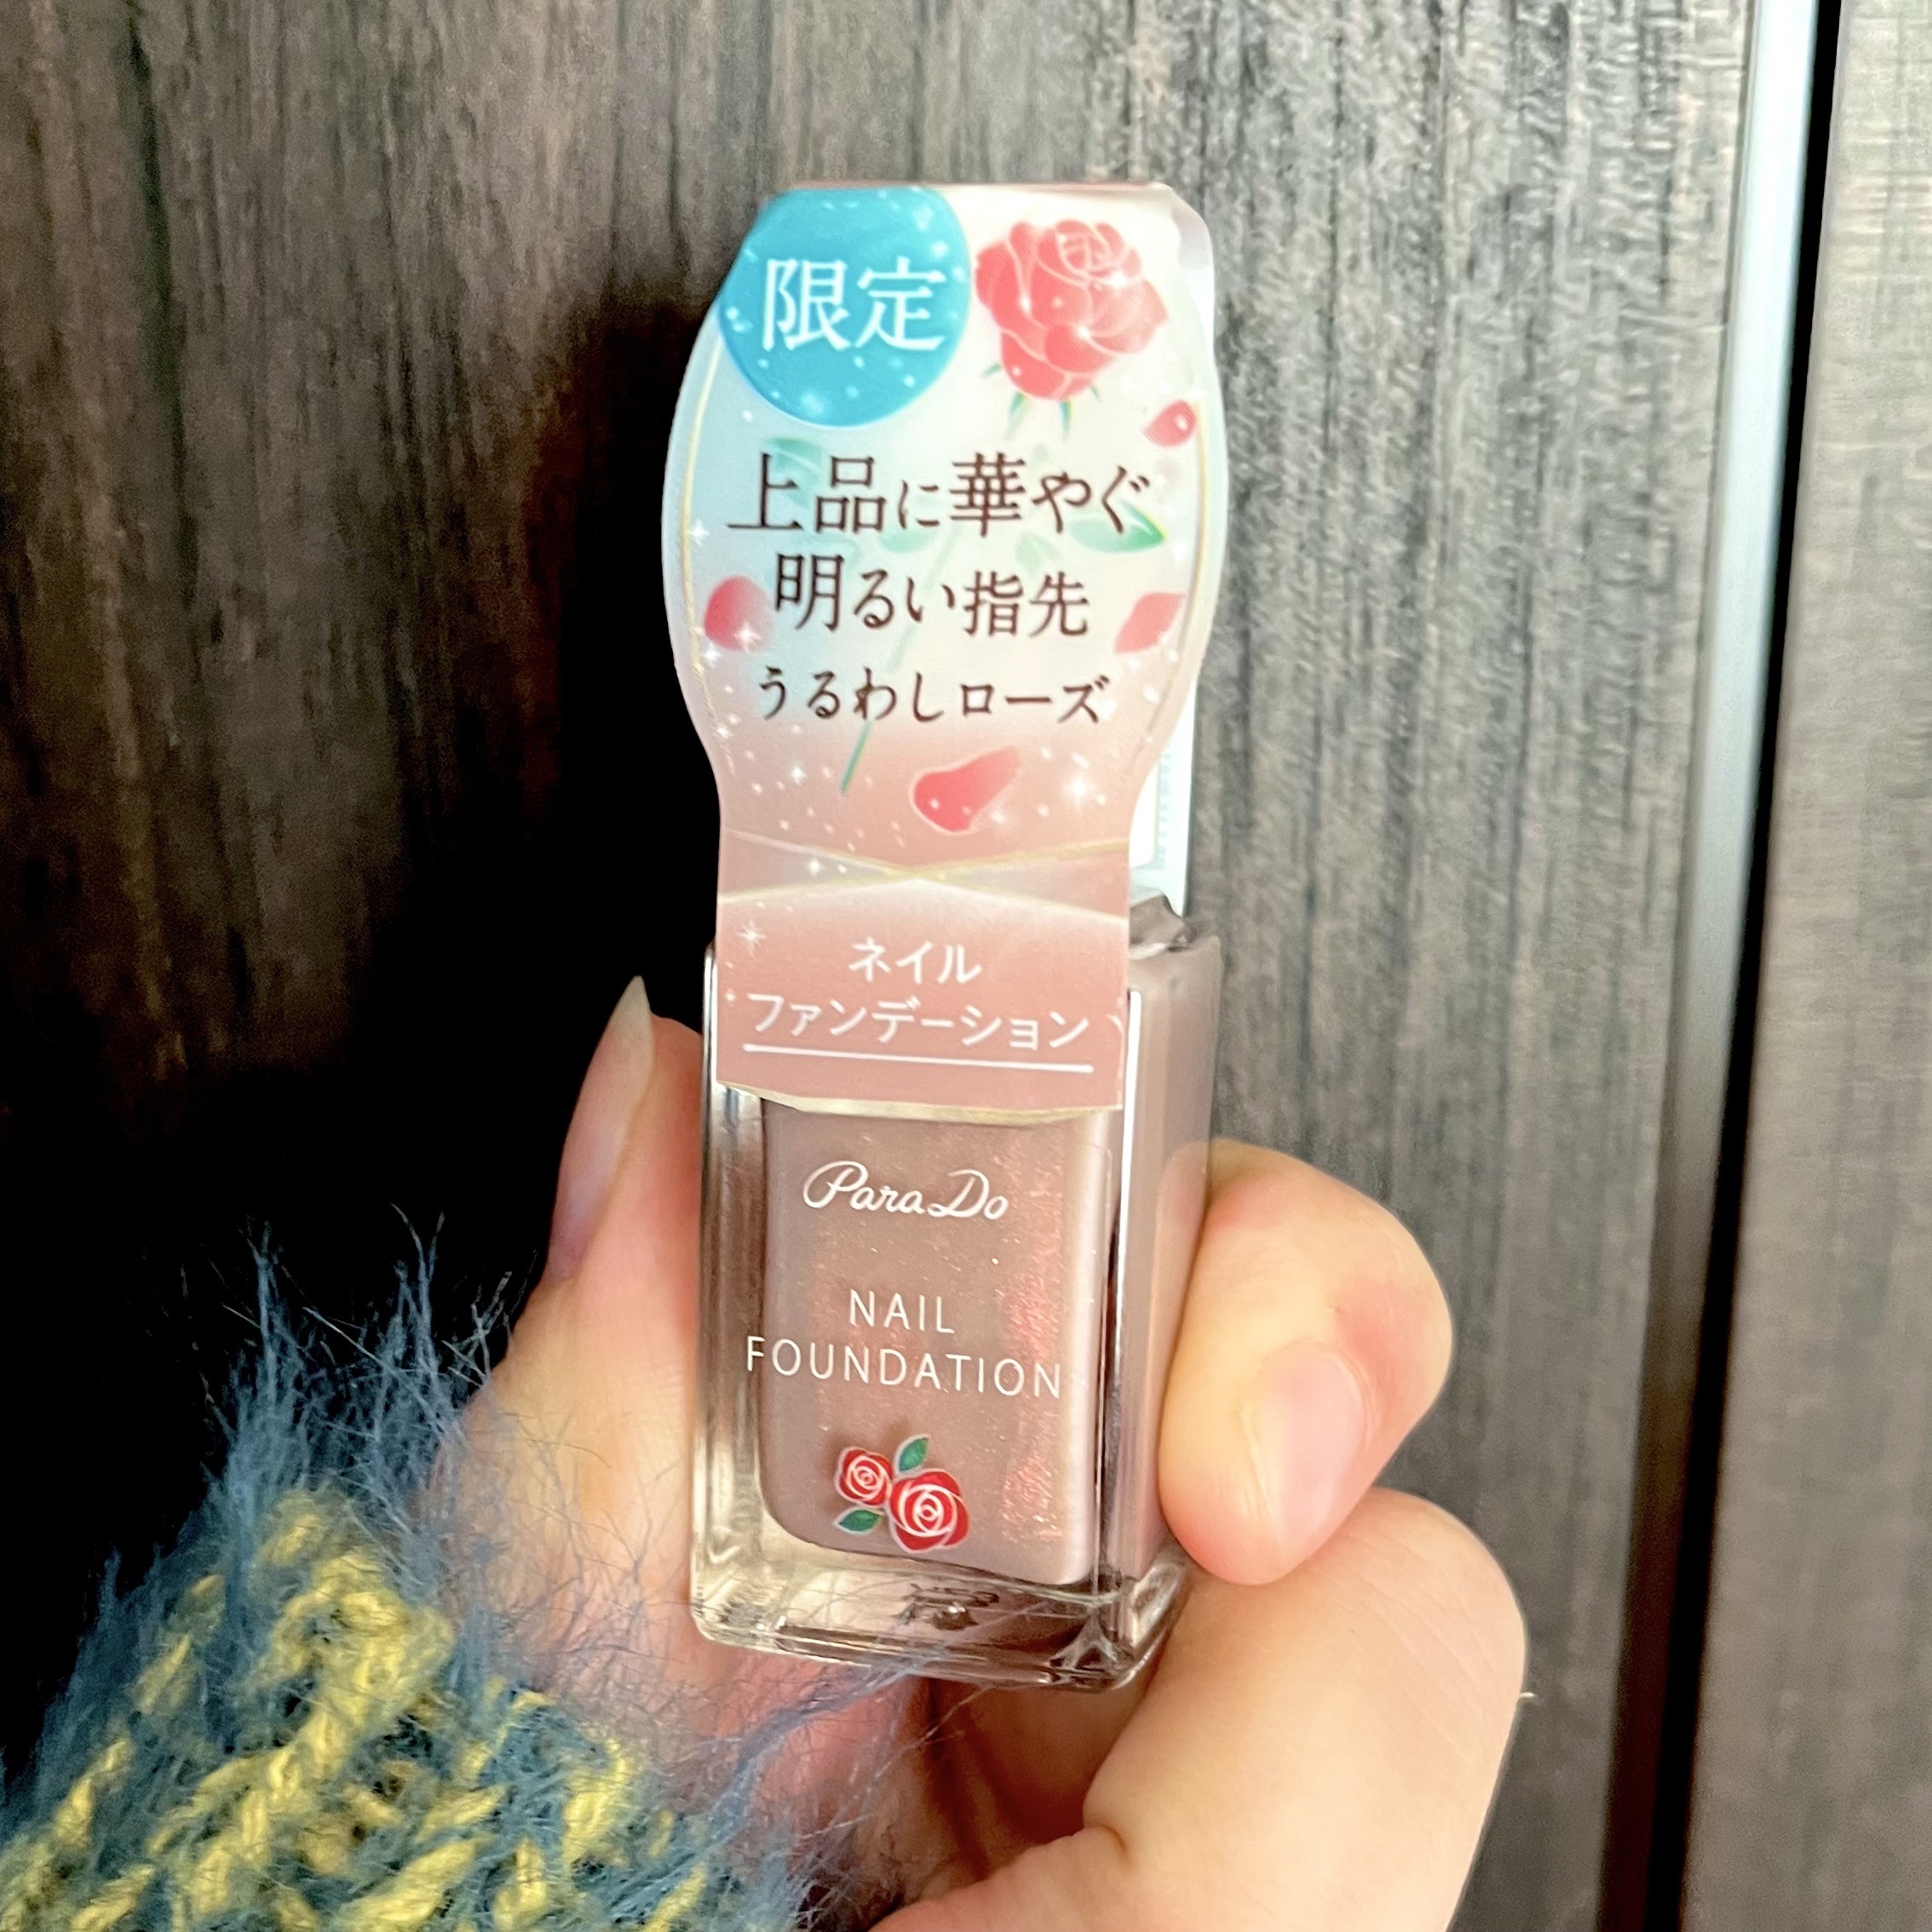 限定
上品に華やぐ
明るい指先
うるわしローズ
ネイル
ファンデーション
ParaDo
NAIL
FOUNDATION